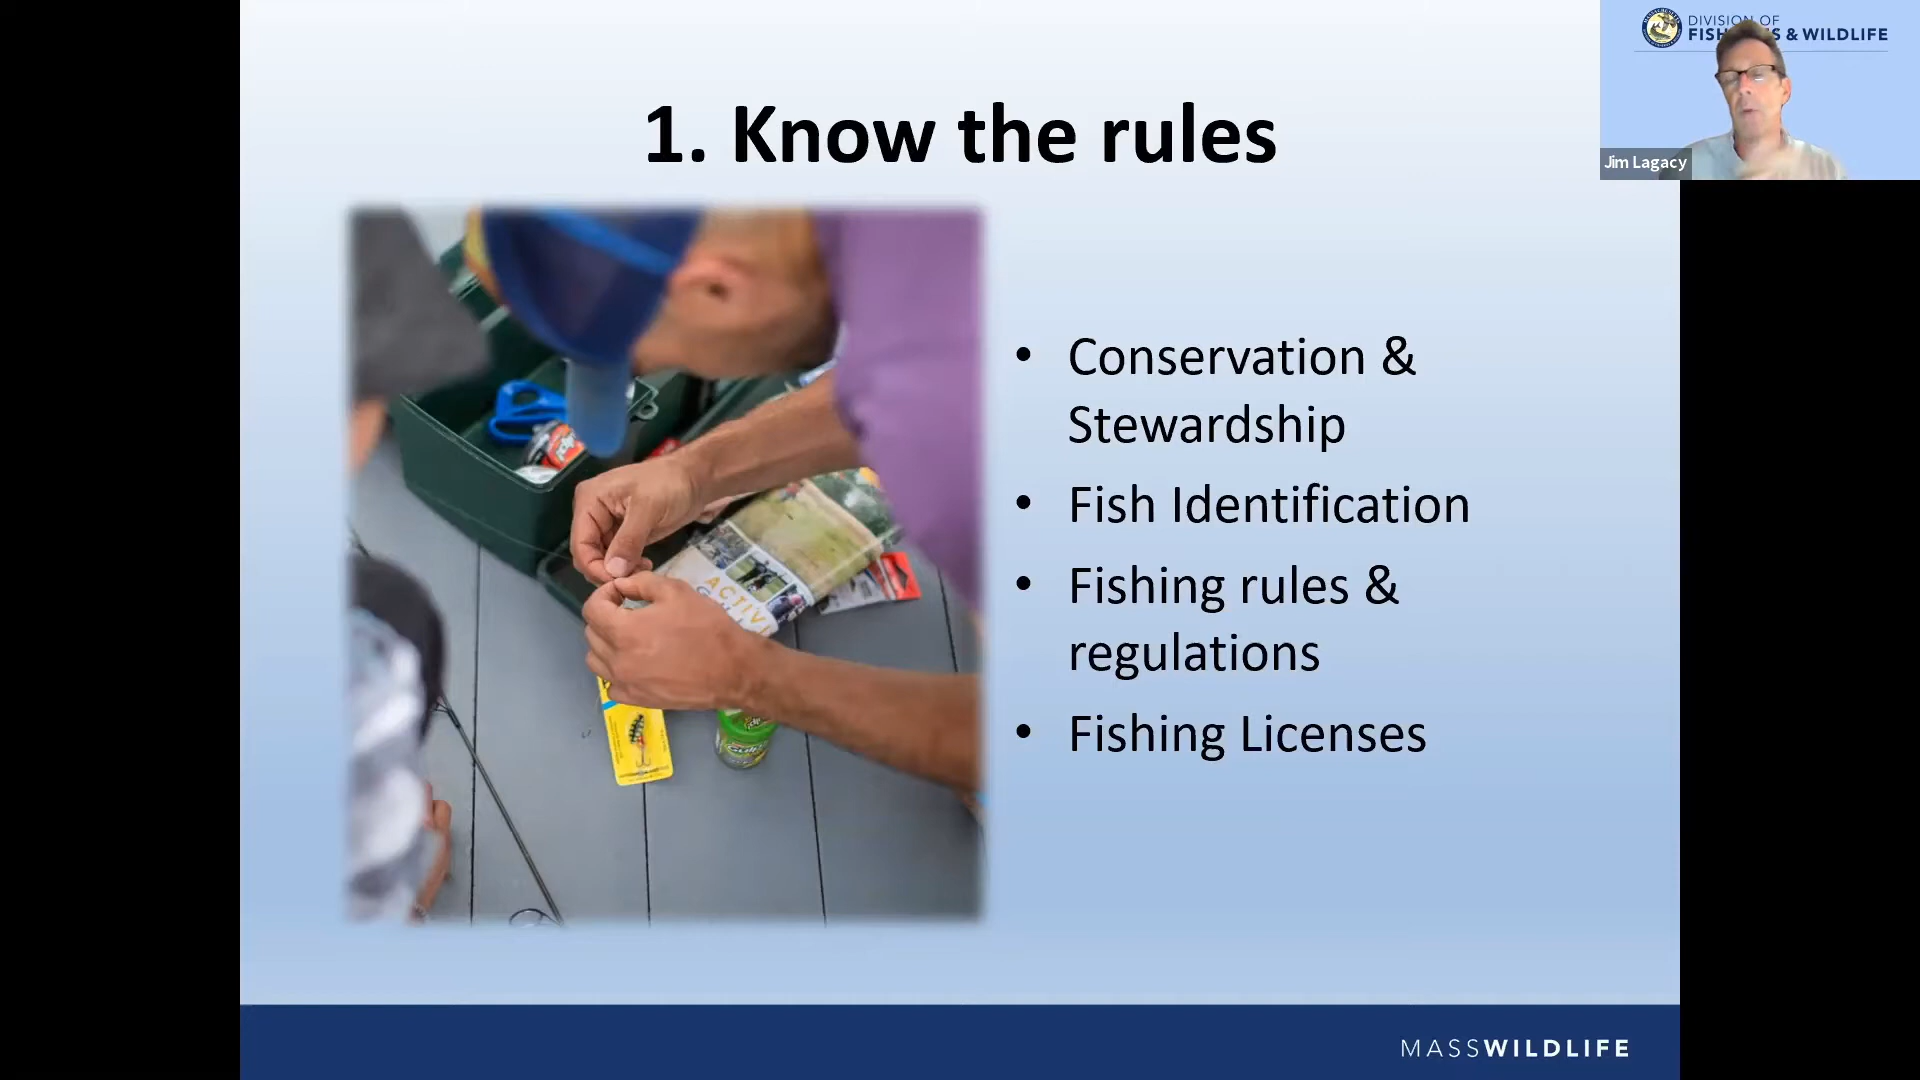 DIVISION OF
FISH S & WILDLIFE
Jim Lagacy
1. Know the rules
• Conservation &
Stewardship
• Fish Identification
• Fishing rules &
regulations
• Fishing Licenses
ACTIV
MASSWILDLIFE